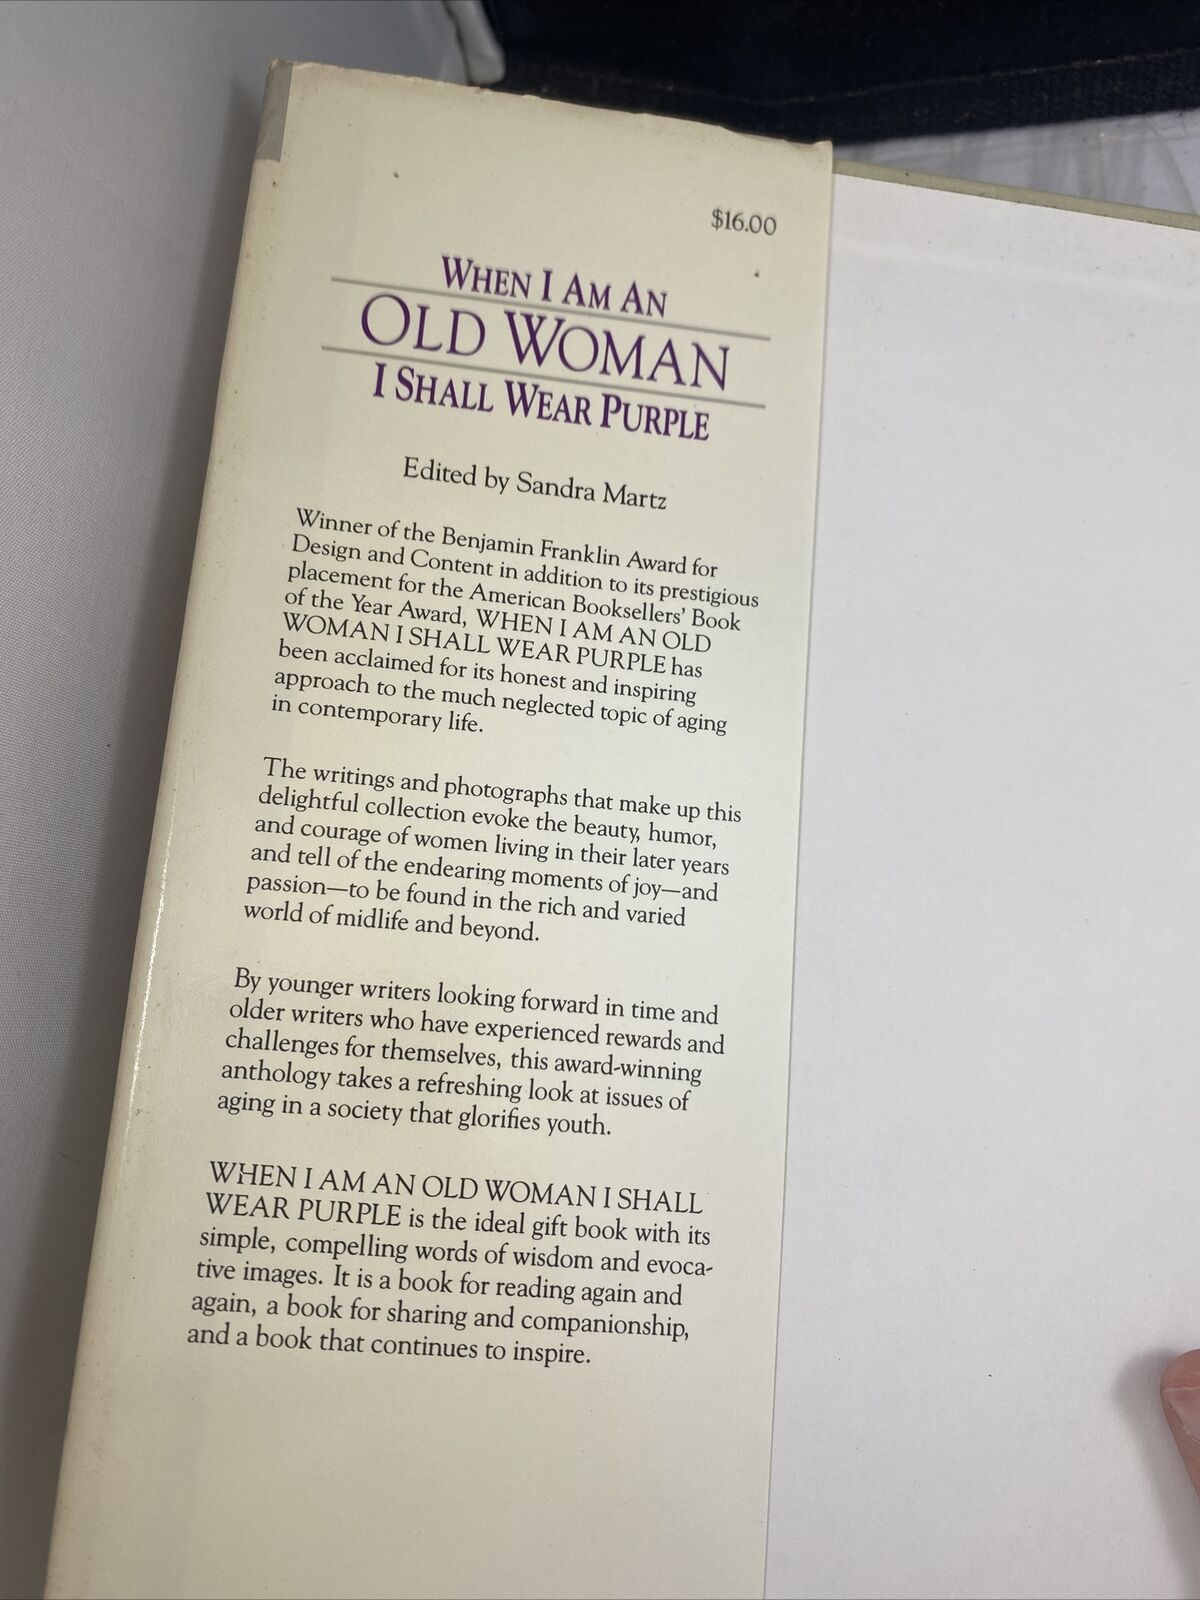 $16.00
WHEN I AM AN
OLD WOMAN
I SHALL WEAR PURPLE
Edited by Sandra Martz
Winner of the Benjamin Franklin Award for
Design and Content in addition to its prestigious
placement for the American Booksellers' Book
of the Year Award, WHEN I AM AN OLD
WOMAN I SHALL WEAR PURPLE has
been acclaimed for its honest and inspiring
approach to the much neglected topic of aging
in contemporary life.
The writings and photographs that make up this
delightful collection evoke the beauty, humor,
and courage of women living in their later years
and tell of the endearing moments of joy—and
passion—to be found in the rich and varied
world of midlife and beyond.
By younger writers looking forward in time and
older writers who have experienced rewards and
challenges for themselves, this award-winning
anthology takes a refreshing look at issues of
aging in a society that glorifies youth.
WHEN I AM AN OLD WOMAN I SHALL
WEAR PURPLE is the ideal gift book with its
simple, compelling words of wisdom and evoca-
tive images. It is a book for reading again and
again, a book for sharing and companionship,
and a book that continues to inspire.